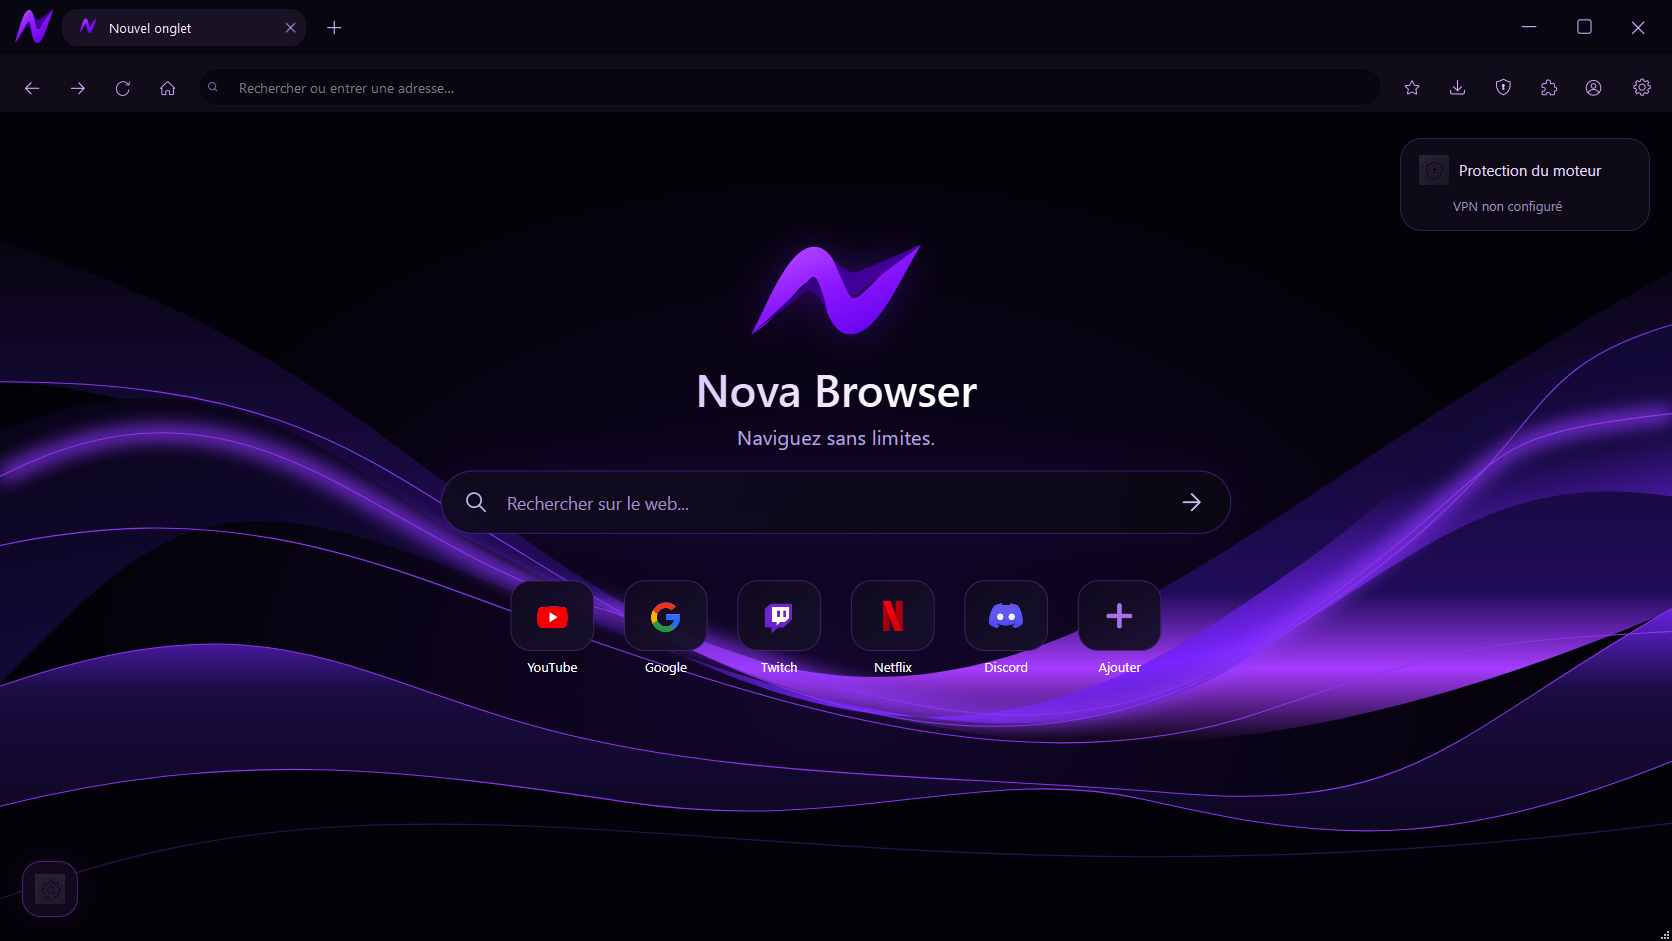 Nouvel onglet
Rechercher ou entrer une adresse...
Protection du moteur
VPN non configuré
Nova Browser
Naviguez sans limites.
Rechercher sur le web...
YouTube
Google
Twitch
Netflix
Discord
Ajouter